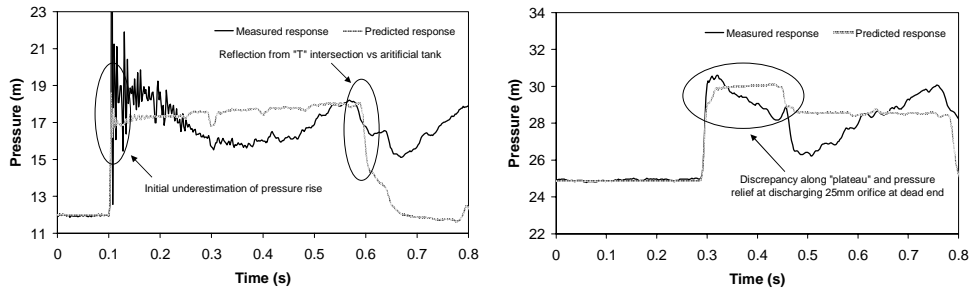 23
21
19
17
15
13
11
Pressure (m)
Measured response
Predicted response
Reflection from "T" intersection vs aritificial tank
Initial underestimation of pressure rise
0 0.1 0.2 0.3 0.4 0.5 0.6 0.7 0.8
Time (s)
34
32
30
28
26
24
22
Pressure (m)
Measured response
Predicted response
Discrepancy along "plateau" and pressure
relief at discharging 25mm orifice at dead end
0 0.1 0.2 0.3 0.4 0.5 0.6 0.7 0.8
Time (s)